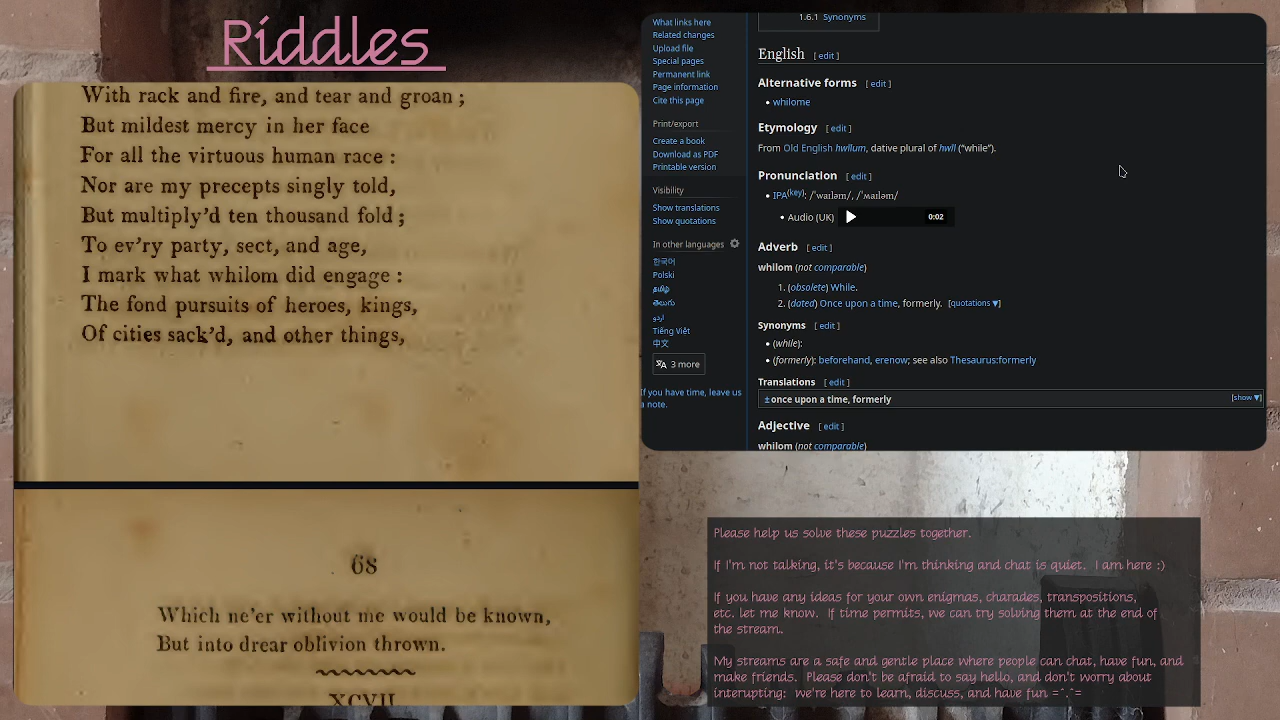 Riddles
With rack and fire, and tear and groan ;
But mildest mercy in her face
For all the virtuous human race :
Nor are my precepts singly told,
But multiply'd ten thousand fold ;
To ev'ry party, sect, and age,
I mark what whilom did engage :
The fond pursuits of heroes, kings,
Of cities sack'd, and other things,
68
Which ne'er without me would be known,
But into drear oblivion thrown.
XCVII
What links here
Related changes
Upload file
Special pages
Permanent link
Page information
Cite this page
Print/export
Create a book
Download as PDF
Printable version
Visibility
Show translations
Show quotations
In other languages
한국어
Polski
தமிழ்
తెలుగు
اردو
Tiếng Việt
中文
3 more
If you have time, leave us
a note.
1.6.1 Synonyms
English [ edit ]
Alternative forms [ edit ]
• whilome
Etymology [ edit ]
From Old English hwīlum, dative plural of hwīl (“while”).
Pronunciation [ edit ]
• IPA(key): /ˈwaɪləm/, /ˈʍaɪləm/
• Audio (UK) 0:02
Adverb [ edit ]
whilom (not comparable)
1. (obsolete) While.
2. (dated) Once upon a time, formerly. [quotations ▼]
Synonyms [ edit ]
• (while):
• (formerly): beforehand, erenow; see also Thesaurus:formerly
Translations [ edit ]
±once upon a time, formerly [show ▼]
Adjective [ edit ]
whilom (not comparable)
Please help us solve these puzzles together.
If I'm not talking, it's because I'm thinking and chat is quiet. I am here :)
If you have any ideas for your own enigmas, charades, transpositions,
etc. let me know. If time permits, we can try solving them at the end of
the stream.
My streams are a safe and gentle place where people can chat, have fun, and
make friends. Please don't be afraid to say hello, and don't worry about
interupting: we're here to learn, discuss, and have fun =^.^=